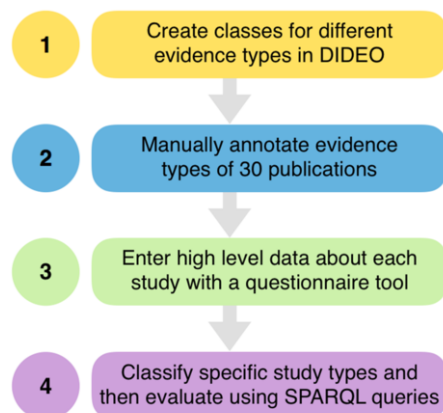 1
Create classes for different
evidence types in DIDEO
2
Manually annotate evidence
types of 30 publications
3
Enter high level data about each
study with a questionnaire tool
4
Classify specific study types and
then evaluate using SPARQL queries